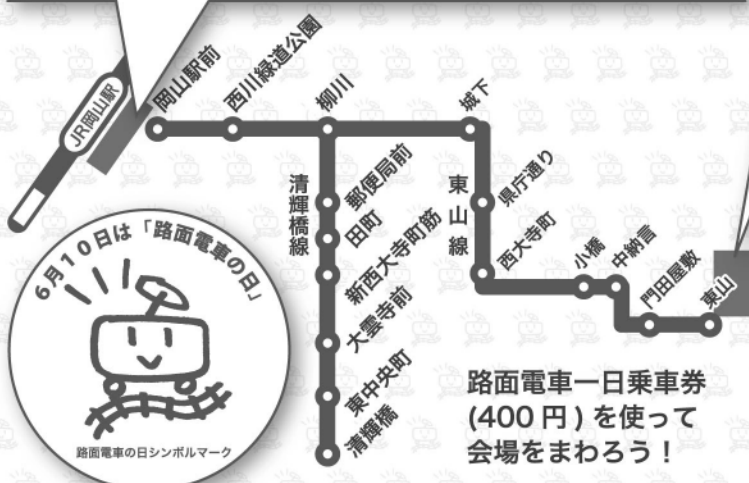 JR岡山駅
岡山駅前
西川緑道公園
柳川
城下
清輝橋線
郵便局前
田町
新西大寺町筋
大雲寺前
東中央町
清輝橋
東山線
県庁通り
西大寺町
小橋
中納言
門田屋敷
東山
6月10日は「路面電車の日」
路面電車の日シンボルマーク
路面電車一日乗車券
(400円)を使って
会場をまわろう！